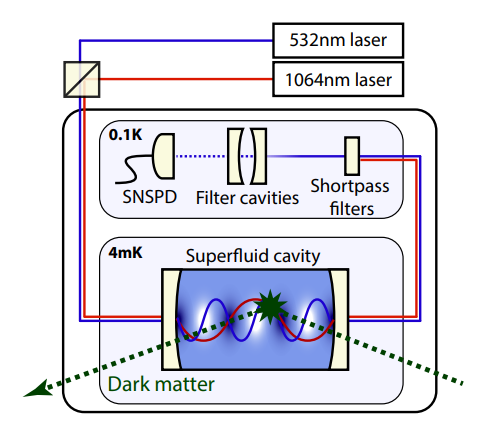 532nm laser
1064nm laser
0.1K
SNSPD
Filter cavities
Shortpass
filters
4mK
Superfluid cavity
Dark matter